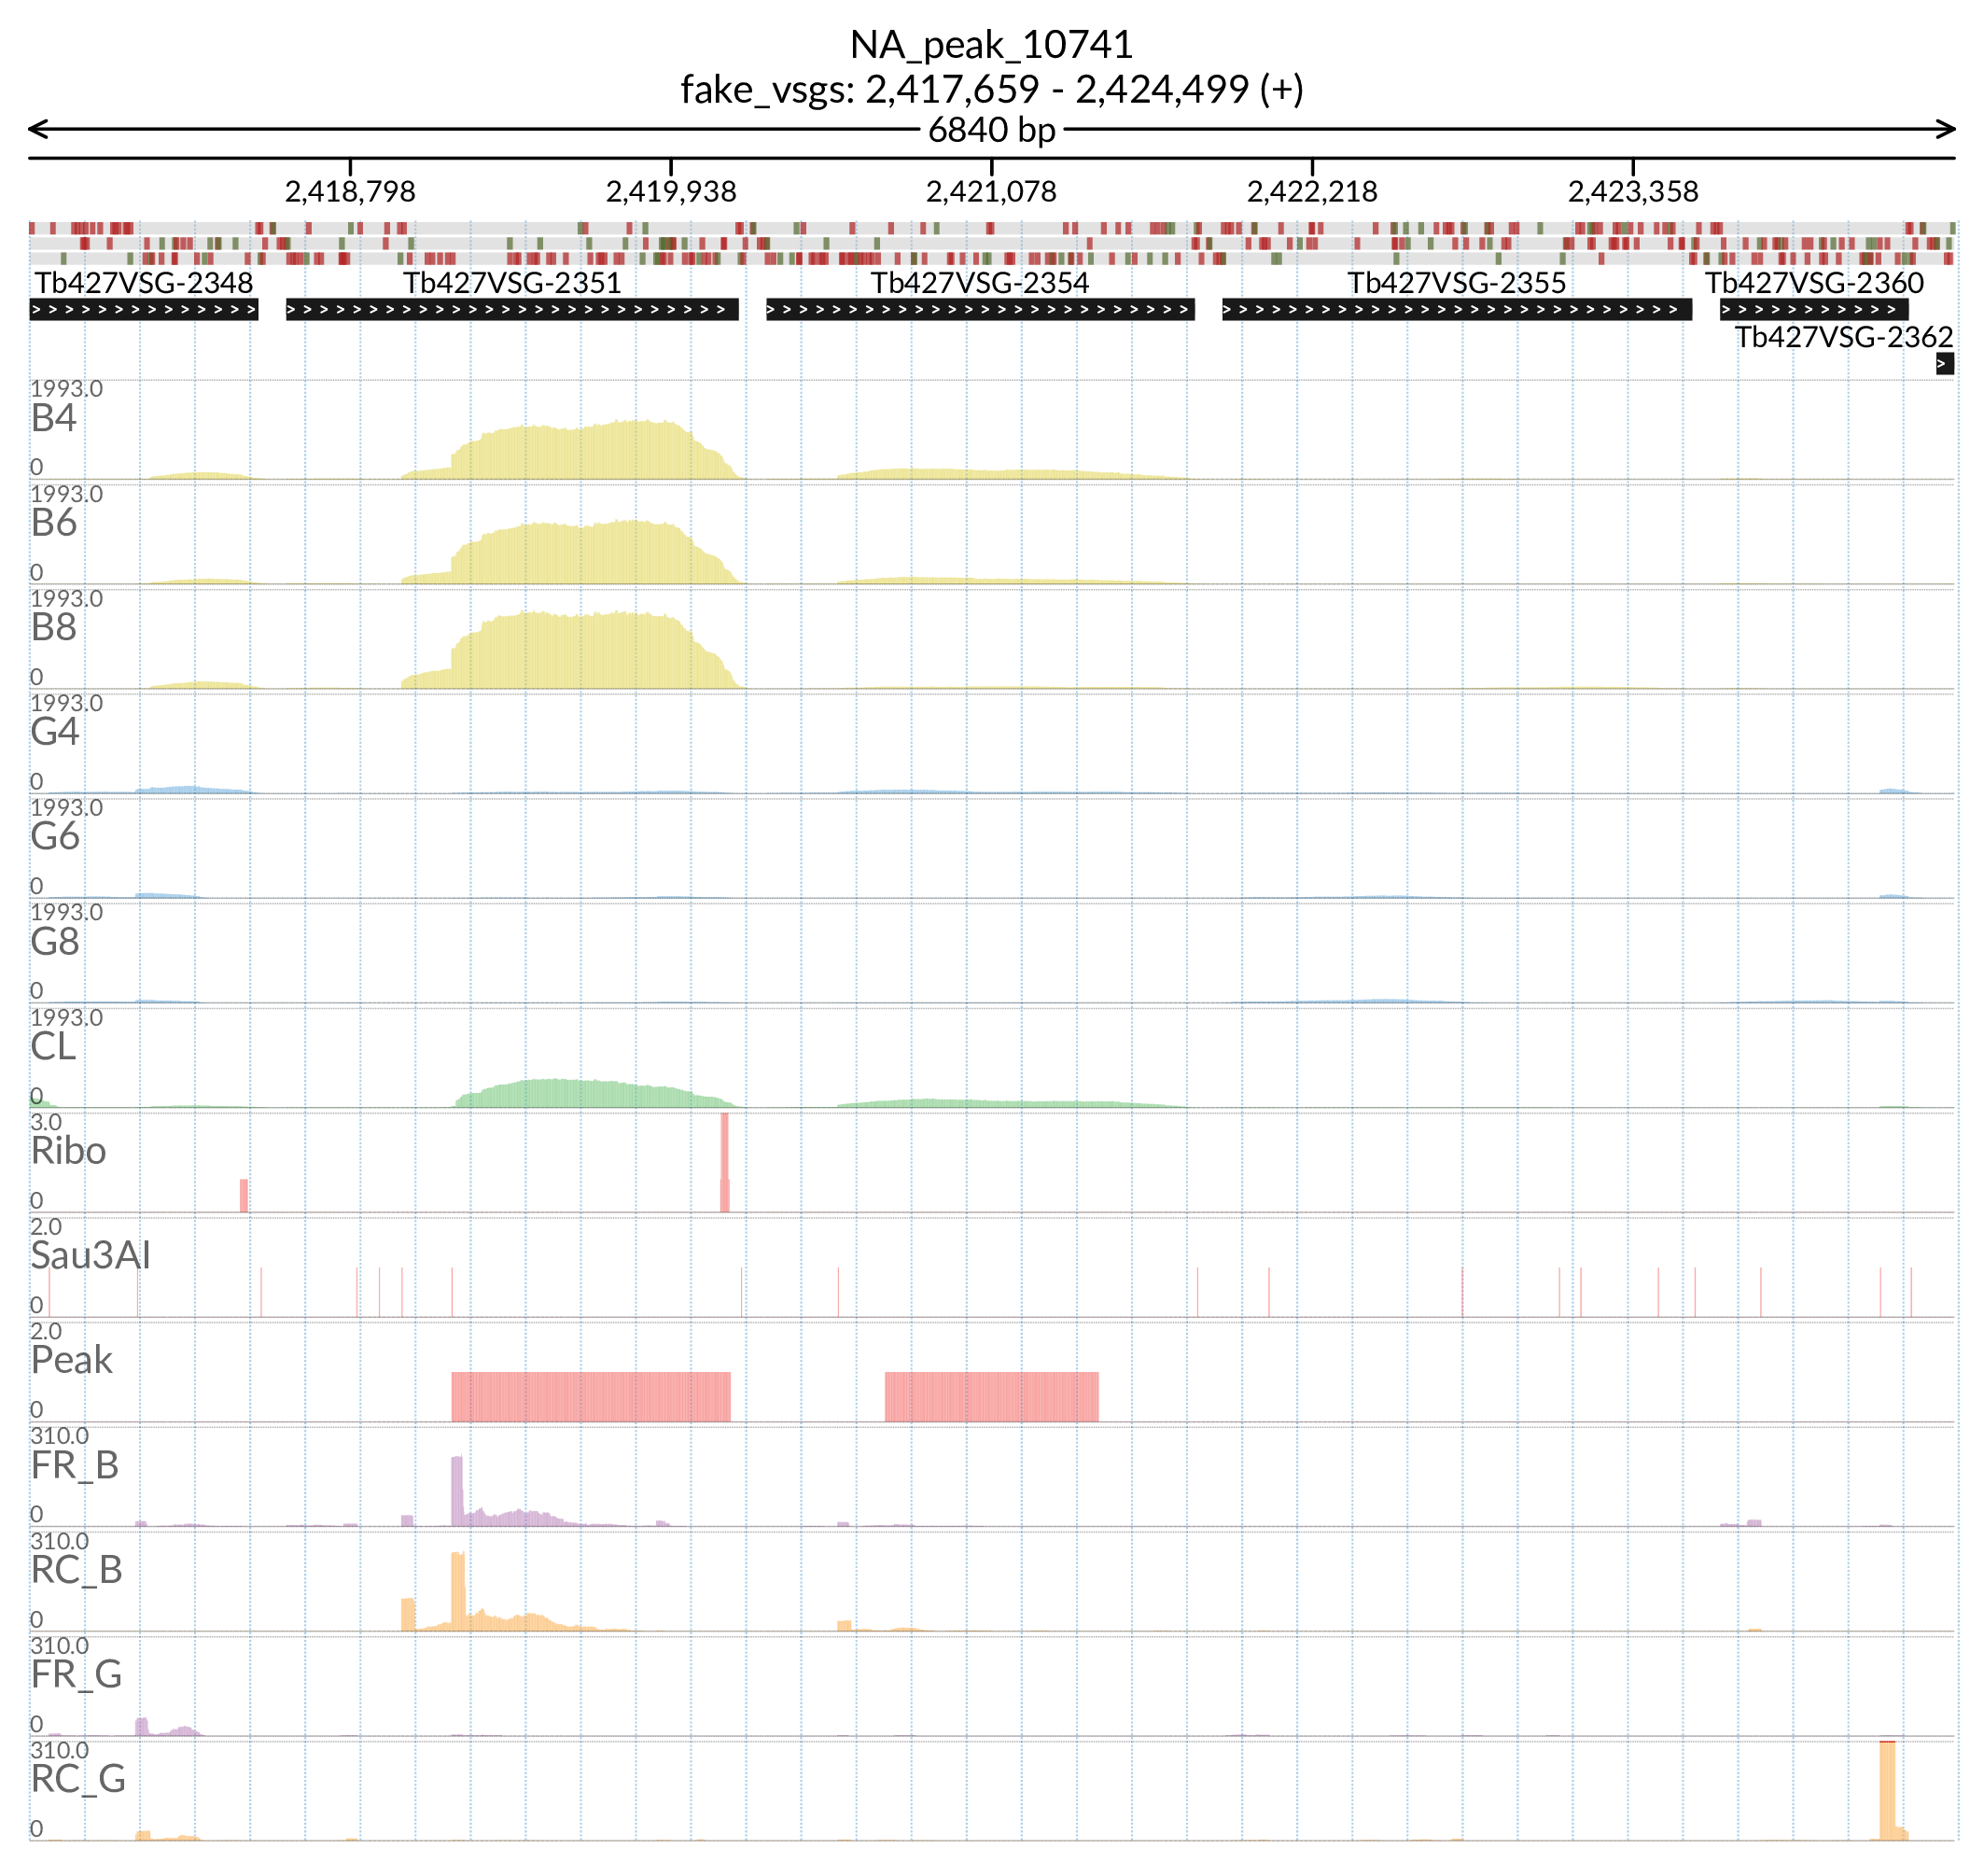 NA_peak_10741
fake_vsgs: 2,417,659 - 2,424,499 (+)
6840 bp
2,418,798 2,419,938 2,421,078 2,422,218 2,423,358
Tb427VSG-2348 Tb427VSG-2351 Tb427VSG-2354 Tb427VSG-2355 Tb427VSG-2360
Tb427VSG-2362
1993.0
B4
0
1993.0
B6
0
1993.0
B8
0
1993.0
G4
0
1993.0
G6
0
1993.0
G8
0
1993.0
CL
0
3.0
Ribo
0
2.0
Sau3AI
0
2.0
Peak
0
310.0
FR_B
0
310.0
RC_B
0
310.0
FR_G
0
310.0
RC_G
0